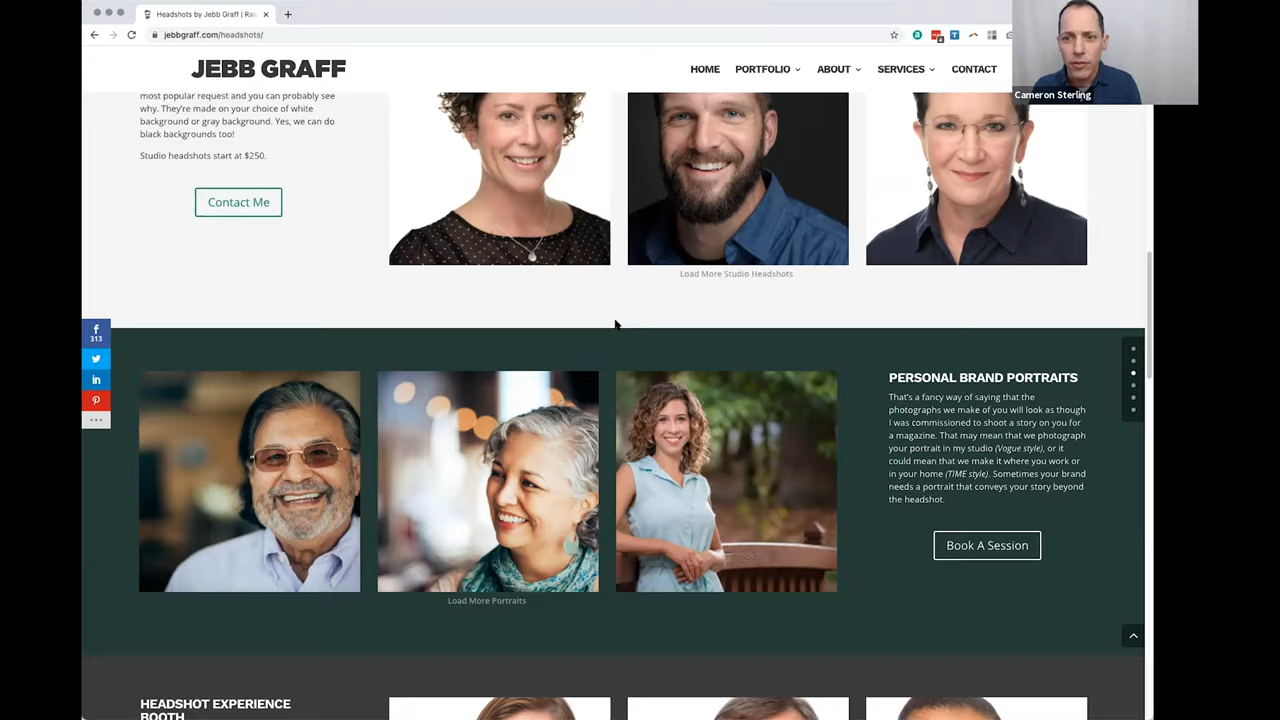 Headshots by Jebb Graff | Ral
jebbgraff.com/headshots/
Cameron Sterling
JEBB GRAFF
HOME
PORTFOLIO
ABOUT
SERVICES
CONTACT
most popular request and you can probably see
why. They're made on your choice of white
background or gray background. Yes, we can do
black backgrounds too!
Studio headshots start at $250.
Contact Me
Load More Studio Headshots
313
PERSONAL BRAND PORTRAITS
That's a fancy way of saying that the
photographs we make of you will look as though
I was commissioned to shoot a story on you for
a magazine. That may mean that we photograph
your portrait in my studio (Vogue style), or it
could mean that we make it where you work or
in your home (TIME style). Sometimes your brand
needs a portrait that conveys your story beyond
the headshot.
Book A Session
Load More Portraits
HEADSHOT EXPERIENCE
BOOTH